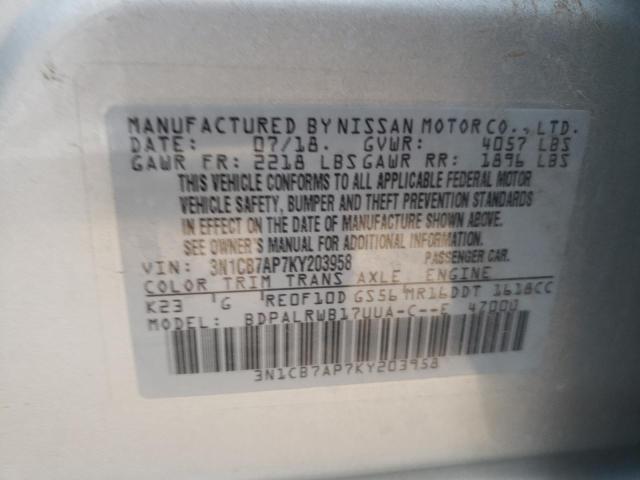 MANUFACTURED BY NISSAN MOTOR CO., LTD.
DATE: 07/18. GVWR: 4057 LBS
GAWR FR: 2218 LBS GAWR RR: 1896 LBS
THIS VEHICLE CONFORMS TO ALL APPLICABLE FEDERAL MOTOR
VEHICLE SAFETY, BUMPER AND THEFT PREVENTION STANDARDS
IN EFFECT ON THE DATE OF MANUFACTURE SHOWN ABOVE.
SEE OWNER'S MANUAL FOR ADDITIONAL INFORMATION.
VIN: 3N1CB7AP7KY203958 PASSENGER CAR.
COLOR TRIM TRANS AXLE ENGINE
K23 G RE0F10D GS56 MR16DDT 1618CC
MODEL: BDPALRWB17UUA-C--E 47000
3N1CB7AP7KY203958